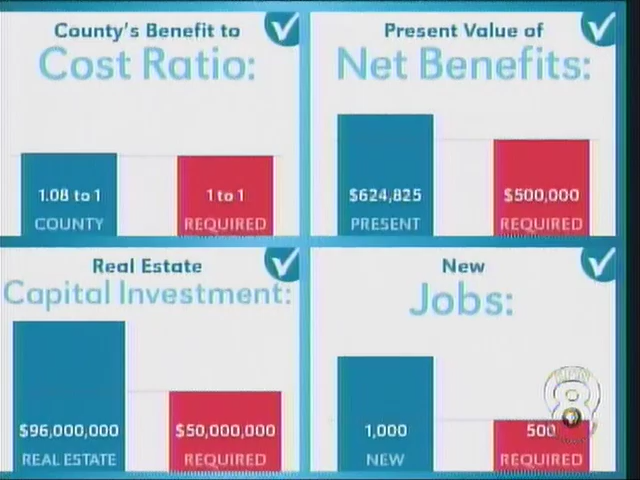 County's Benefit to
Cost Ratio:
1.08 to 1
COUNTY
1 to 1
REQUIRED
Present Value of
Net Benefits:
$624,825
PRESENT
$500,000
REQUIRED
Real Estate
Capital Investment:
$96,000,000
REAL ESTATE
$50,000,000
REQUIRED
New
Jobs:
1,000
NEW
500
REQUIRED
8